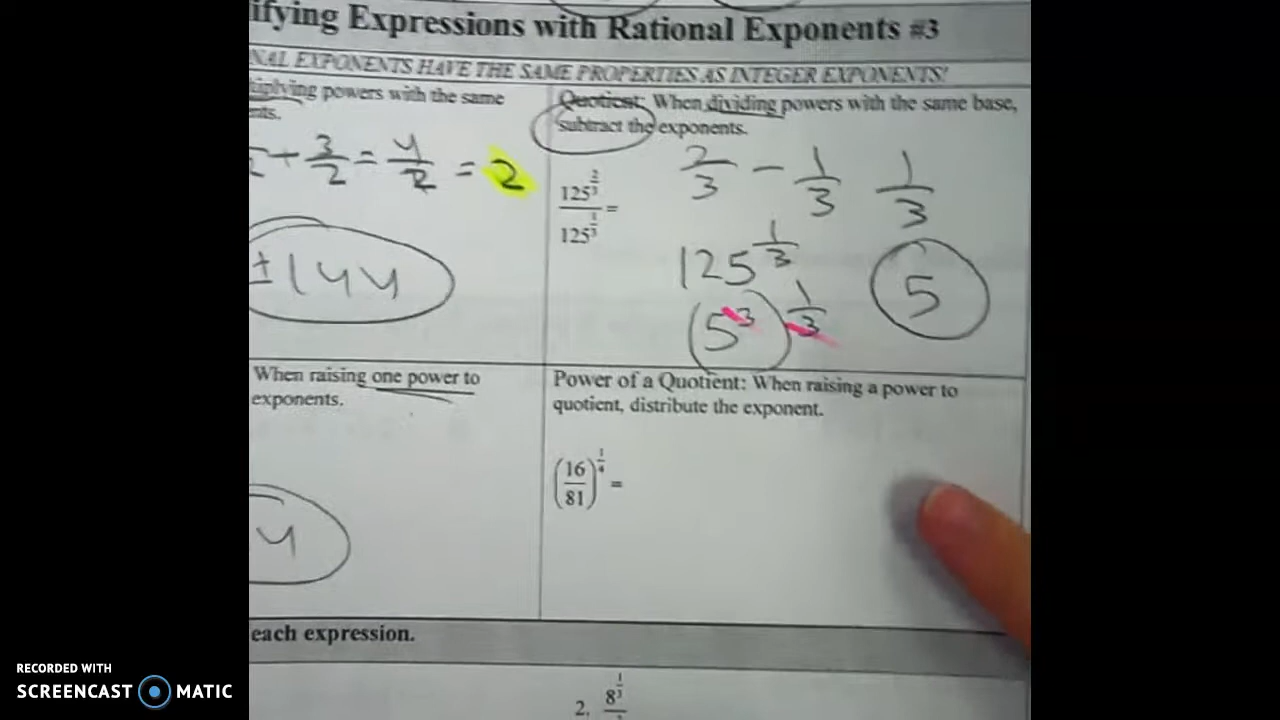 ifying Expressions with Rational Exponents #3
NAL EXPONENTS HAVE THE SAME PROPERTIES AS INTEGER EXPONENTS!
tiplying powers with the same
nts.
+ 3/2 = 4/2 = 2
±144
Quotient: When dividing powers with the same base,
subtract the exponents.
125^(2/3) / 125^(1/3) =
2/3 − 1/3 1/3
125^(1/3)
(5^3)^(1/3)
5
When raising one power to
exponents.
4
Power of a Quotient: When raising a power to
quotient, distribute the exponent.
(16/81)^(1/4) =
each expression.
2. 8^(1/3)
RECORDED WITH
SCREENCAST MATIC